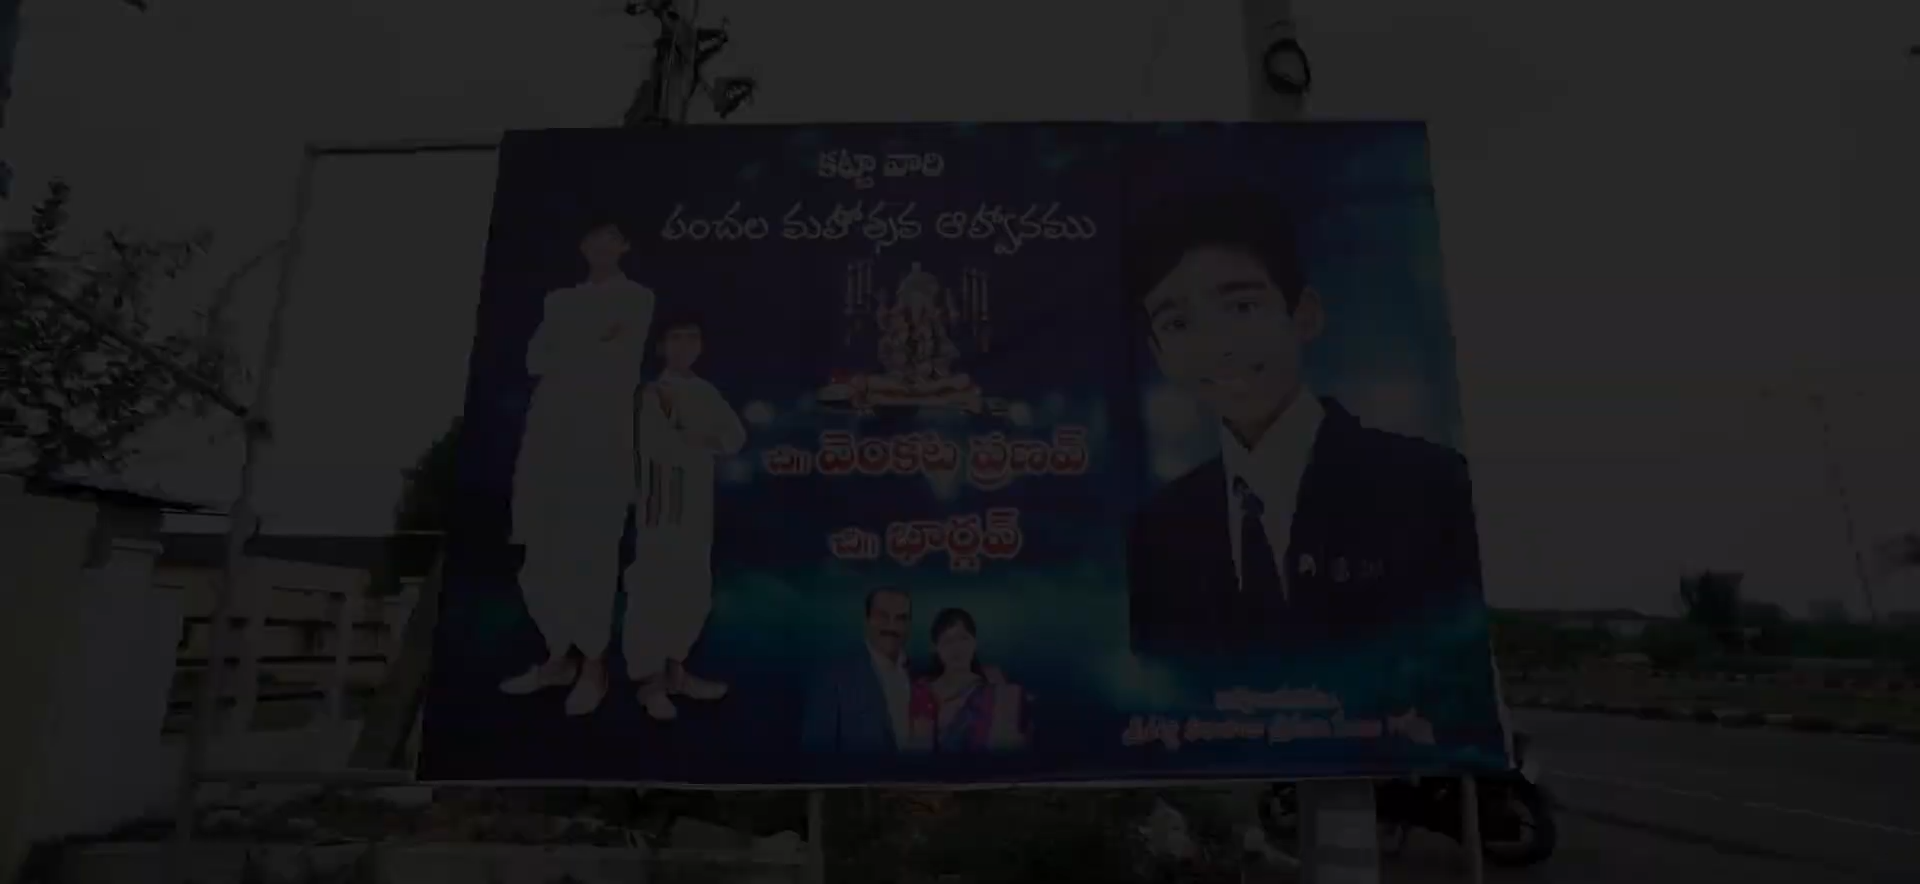 కట్టా వారి
పంచల మహోత్సవ ఆహ్వానము
చి॥ వెంకట ప్రణవ్
చి॥ భార్గవ్